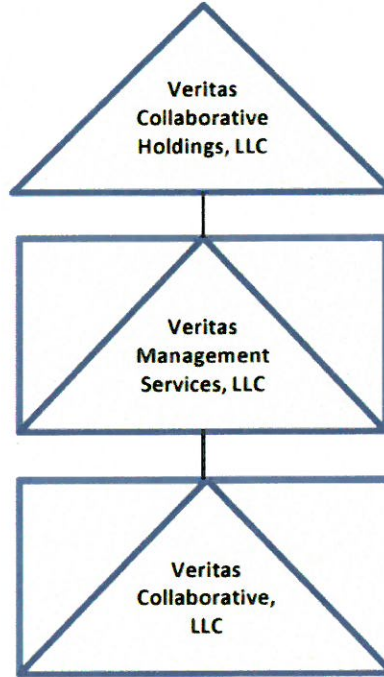 Veritas
Collaborative
Holdings, LLC
Veritas
Management
Services, LLC
Veritas
Collaborative,
LLC